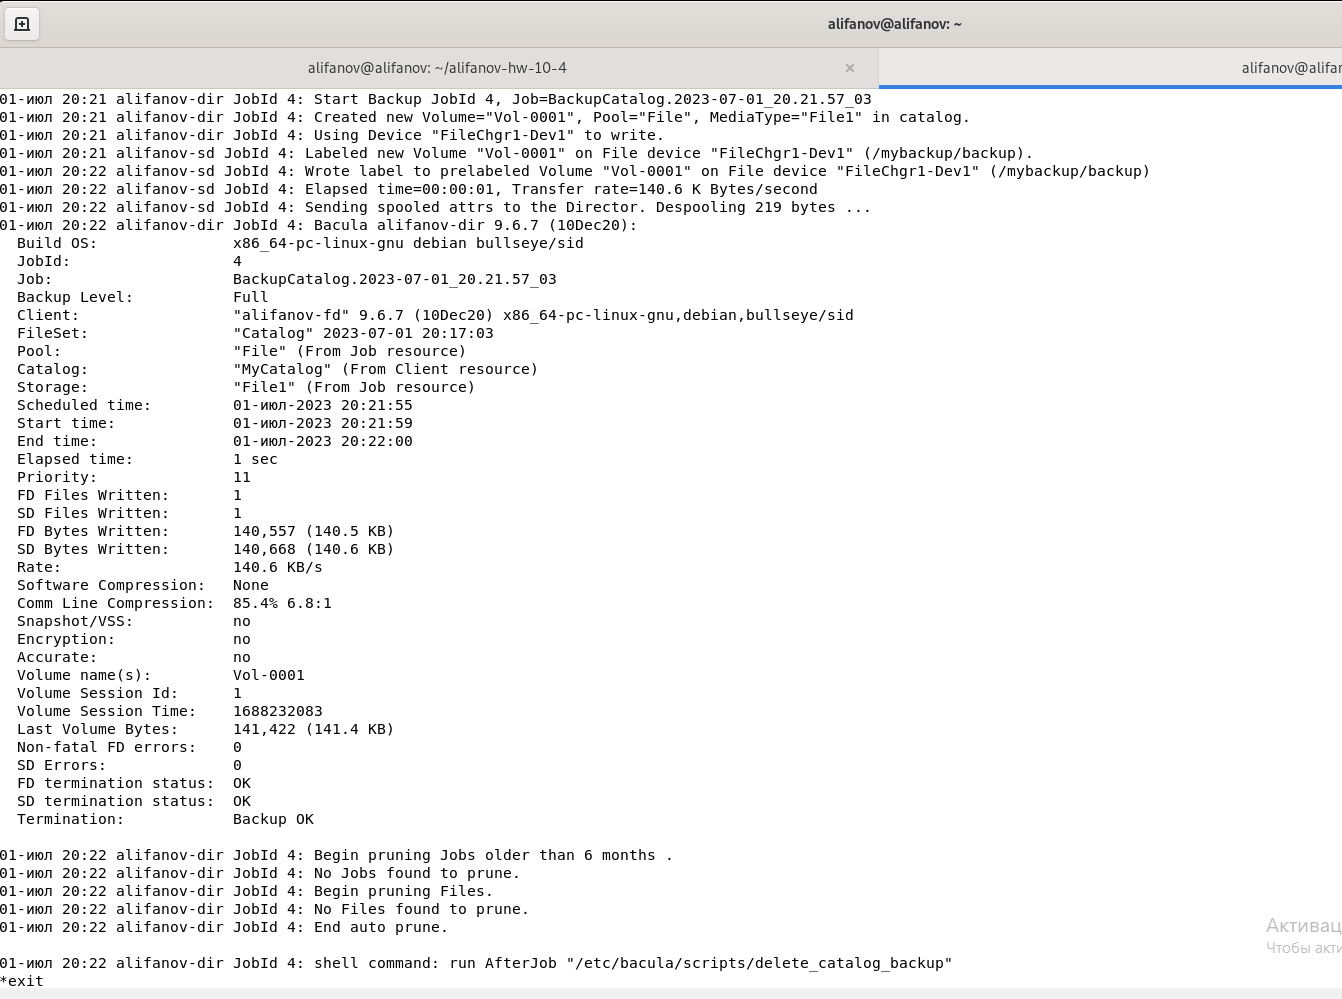 alifanov@alifanov: ~
alifanov@alifanov: ~/alifanov-hw-10-4 ×
01-июл 20:21 alifanov-dir JobId 4: Start Backup JobId 4, Job=BackupCatalog.2023-07-01_20.21.57_03
01-июл 20:21 alifanov-dir JobId 4: Created new Volume="Vol-0001", Pool="File", MediaType="File1" in catalog.
01-июл 20:21 alifanov-dir JobId 4: Using Device "FileChgr1-Dev1" to write.
01-июл 20:21 alifanov-sd JobId 4: Labeled new Volume "Vol-0001" on File device "FileChgr1-Dev1" (/mybackup/backup).
01-июл 20:22 alifanov-sd JobId 4: Wrote label to prelabeled Volume "Vol-0001" on File device "FileChgr1-Dev1" (/mybackup/backup)
01-июл 20:22 alifanov-sd JobId 4: Elapsed time=00:00:01, Transfer rate=140.6 K Bytes/second
01-июл 20:22 alifanov-sd JobId 4: Sending spooled attrs to the Director. Despooling 219 bytes ...
01-июл 20:22 alifanov-dir JobId 4: Bacula alifanov-dir 9.6.7 (10Dec20):
Build OS: x86_64-pc-linux-gnu debian bullseye/sid
JobId: 4
Job: BackupCatalog.2023-07-01_20.21.57_03
Backup Level: Full
Client: "alifanov-fd" 9.6.7 (10Dec20) x86_64-pc-linux-gnu,debian,bullseye/sid
FileSet: "Catalog" 2023-07-01 20:17:03
Pool: "File" (From Job resource)
Catalog: "MyCatalog" (From Client resource)
Storage: "File1" (From Job resource)
Scheduled time: 01-июл-2023 20:21:55
Start time: 01-июл-2023 20:21:59
End time: 01-июл-2023 20:22:00
Elapsed time: 1 sec
Priority: 11
FD Files Written: 1
SD Files Written: 1
FD Bytes Written: 140,557 (140.5 KB)
SD Bytes Written: 140,668 (140.6 KB)
Rate: 140.6 KB/s
Software Compression: None
Comm Line Compression: 85.4% 6.8:1
Snapshot/VSS: no
Encryption: no
Accurate: no
Volume name(s): Vol-0001
Volume Session Id: 1
Volume Session Time: 1688232083
Last Volume Bytes: 141,422 (141.4 KB)
Non-fatal FD errors: 0
SD Errors: 0
FD termination status: OK
SD termination status: OK
Termination: Backup OK
01-июл 20:22 alifanov-dir JobId 4: Begin pruning Jobs older than 6 months .
01-июл 20:22 alifanov-dir JobId 4: No Jobs found to prune.
01-июл 20:22 alifanov-dir JobId 4: Begin pruning Files.
01-июл 20:22 alifanov-dir JobId 4: No Files found to prune.
01-июл 20:22 alifanov-dir JobId 4: End auto prune.
01-июл 20:22 alifanov-dir JobId 4: shell command: run AfterJob "/etc/bacula/scripts/delete_catalog_backup"
*exit
Чтобы